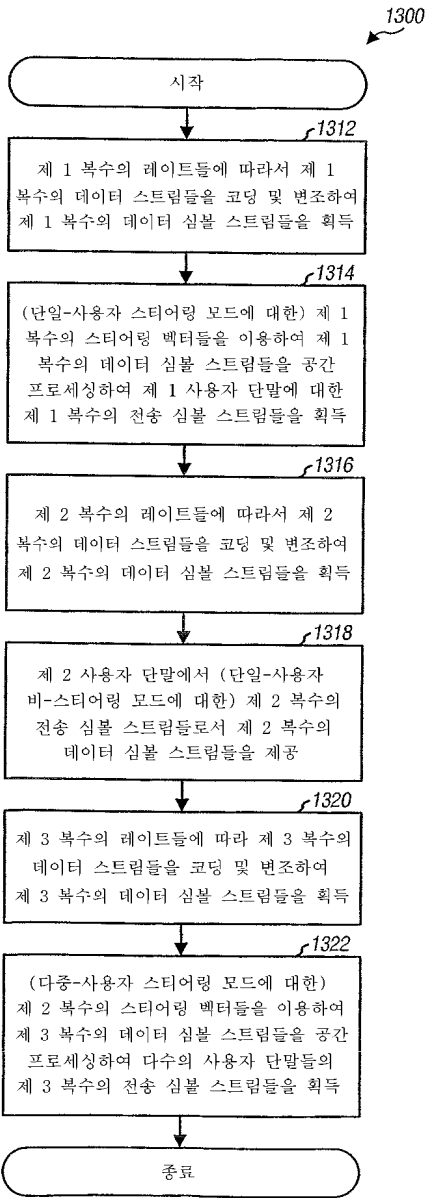 1300
시작
1312
제 1 복수의 레이트들에 따라서 제 1
복수의 데이터 스트림들을 코딩 및 변조하여
제 1 복수의 데이터 심볼 스트림들을 획득
1314
(단일-사용자 스티어링 모드에 대한) 제 1
복수의 스티어링 벡터들을 이용하여 제 1
복수의 데이터 심볼 스트림들을 공간
프로세싱하여 제 1 사용자 단말에 대한
제 1 복수의 전송 심볼 스트림들을 획득
1316
제 2 복수의 레이트들에 따라서 제 2
복수의 데이터 스트림들을 코딩 및 변조하여
제 2 복수의 데이터 심볼 스트림들을 획득
1318
제 2 사용자 단말에서 (단일-사용자
비-스티어링 모드에 대한) 제 2 복수의
전송 심볼 스트림들로서 제 2 복수의
데이터 심볼 스트림들을 제공
1320
제 3 복수의 레이트들에 따라 제 3 복수의
데이터 스트림들을 코딩 및 변조하여
제 3 복수의 데이터 심볼 스트림들을 획득
1322
(다중-사용자 스티어링 모드에 대한)
제 2 복수의 스티어링 벡터들을 이용하여
제 3 복수의 데이터 심볼 스트림들을 공간
프로세싱하여 다수의 사용자 단말들의
제 3 복수의 전송 심볼 스트림들을 획득
종료